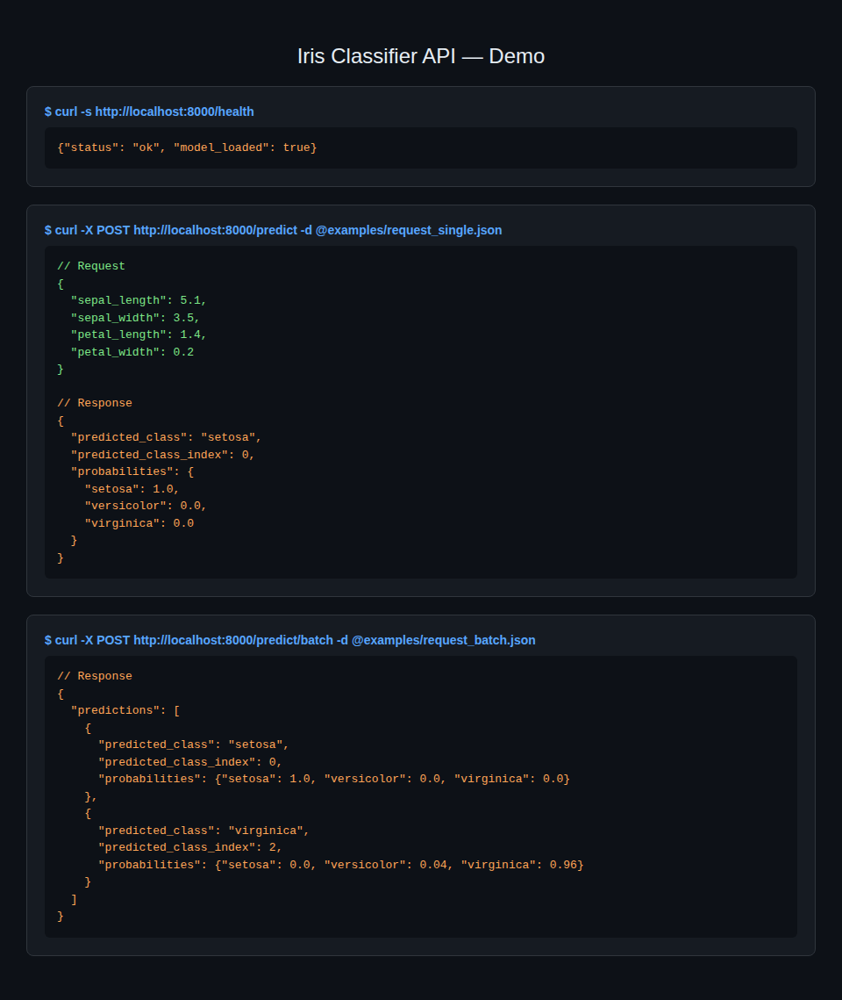 Iris Classifier API — Demo
$ curl -s http://localhost:8000/health
{"status": "ok", "model_loaded": true}
$ curl -X POST http://localhost:8000/predict -d @examples/request_single.json
// Request
{
  "sepal_length": 5.1,
  "sepal_width": 3.5,
  "petal_length": 1.4,
  "petal_width": 0.2
}

// Response
{
  "predicted_class": "setosa",
  "predicted_class_index": 0,
  "probabilities": {
    "setosa": 1.0,
    "versicolor": 0.0,
    "virginica": 0.0
  }
}
$ curl -X POST http://localhost:8000/predict/batch -d @examples/request_batch.json
// Response
{
  "predictions": [
    {
      "predicted_class": "setosa",
      "predicted_class_index": 0,
      "probabilities": {"setosa": 1.0, "versicolor": 0.0, "virginica": 0.0}
    },
    {
      "predicted_class": "virginica",
      "predicted_class_index": 2,
      "probabilities": {"setosa": 0.0, "versicolor": 0.04, "virginica": 0.96}
    }
  ]
}